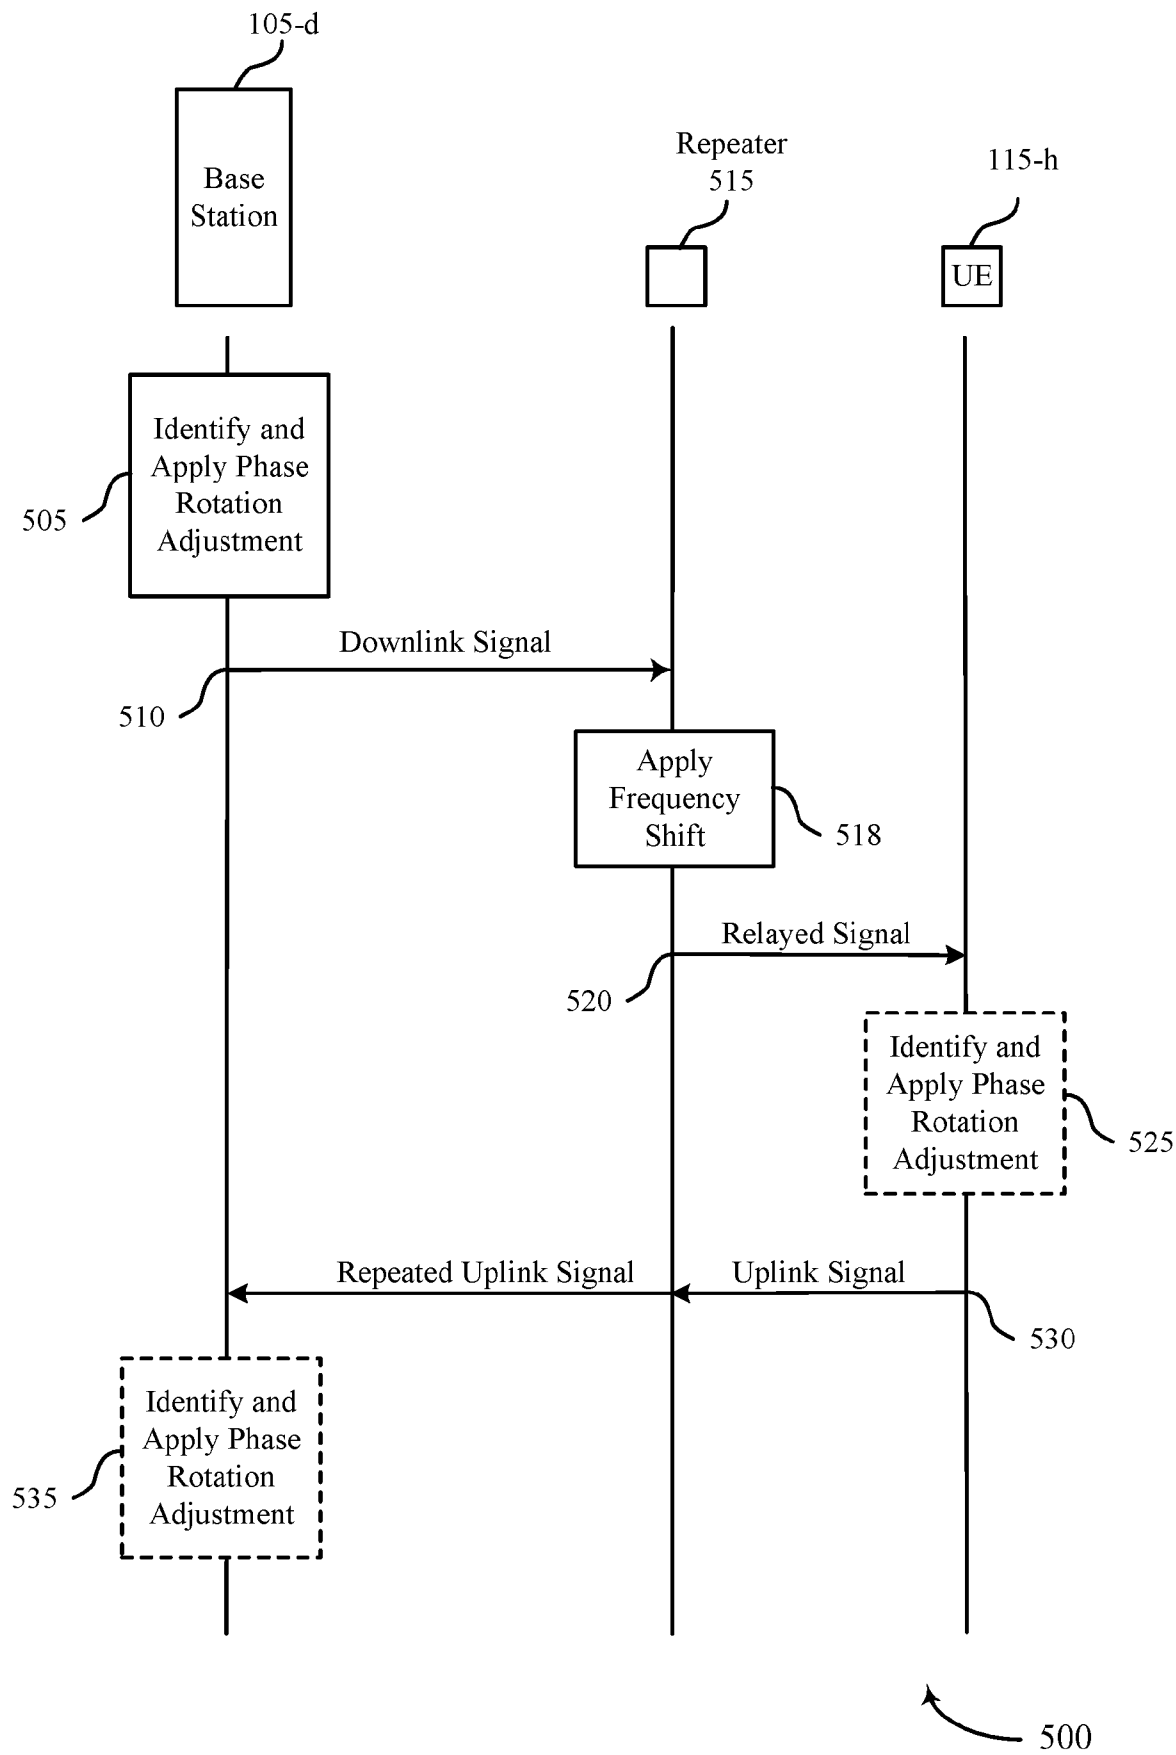 105-d
Base
Station
Repeater
515
115-h
UE
Identify and
Apply Phase
Rotation
Adjustment
505
Downlink Signal
510
Apply
Frequency
Shift
518
Relayed Signal
520
Identify and
Apply Phase
Rotation
Adjustment
525
Repeated Uplink Signal
Uplink Signal
530
Identify and
Apply Phase
Rotation
Adjustment
535
500